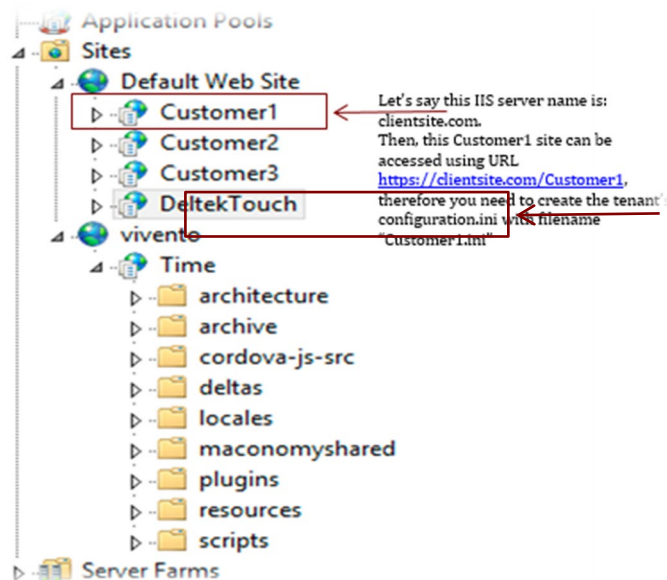 Application Pools
Sites
Default Web Site
Customer1
Customer2
Customer3
DeltekTouch
vivento
Time
architecture
archive
cordova-js-src
deltas
locales
maconomyshared
plugins
resources
scripts
Server Farms
Let's say this IIS server name is:
clientsite.com.
Then, this Customer1 site can be
accessed using URL
https://clientsite.com/Customer1,
therefore you need to create the tenant's
configuration.ini with filename
"Customer1.ini"